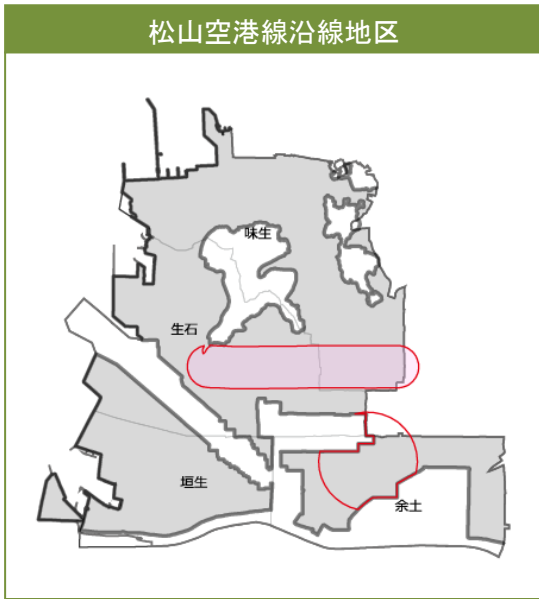 松山空港線沿線地区
味生
生石
垣生
余土